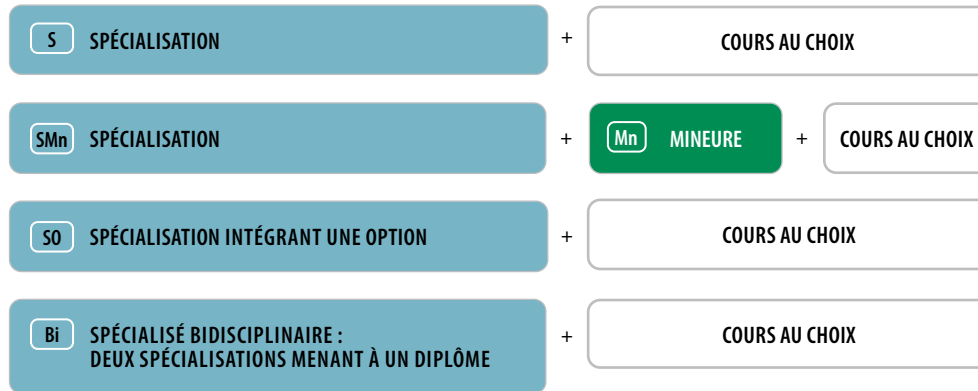 S SPÉCIALISATION + COURS AU CHOIX
SMn SPÉCIALISATION + Mn MINEURE + COURS AU CHOIX
SO SPÉCIALISATION INTÉGRANT UNE OPTION + COURS AU CHOIX
Bi SPÉCIALISÉ BIDISCIPLINAIRE :
DEUX SPÉCIALISATIONS MENANT À UN DIPLÔME + COURS AU CHOIX